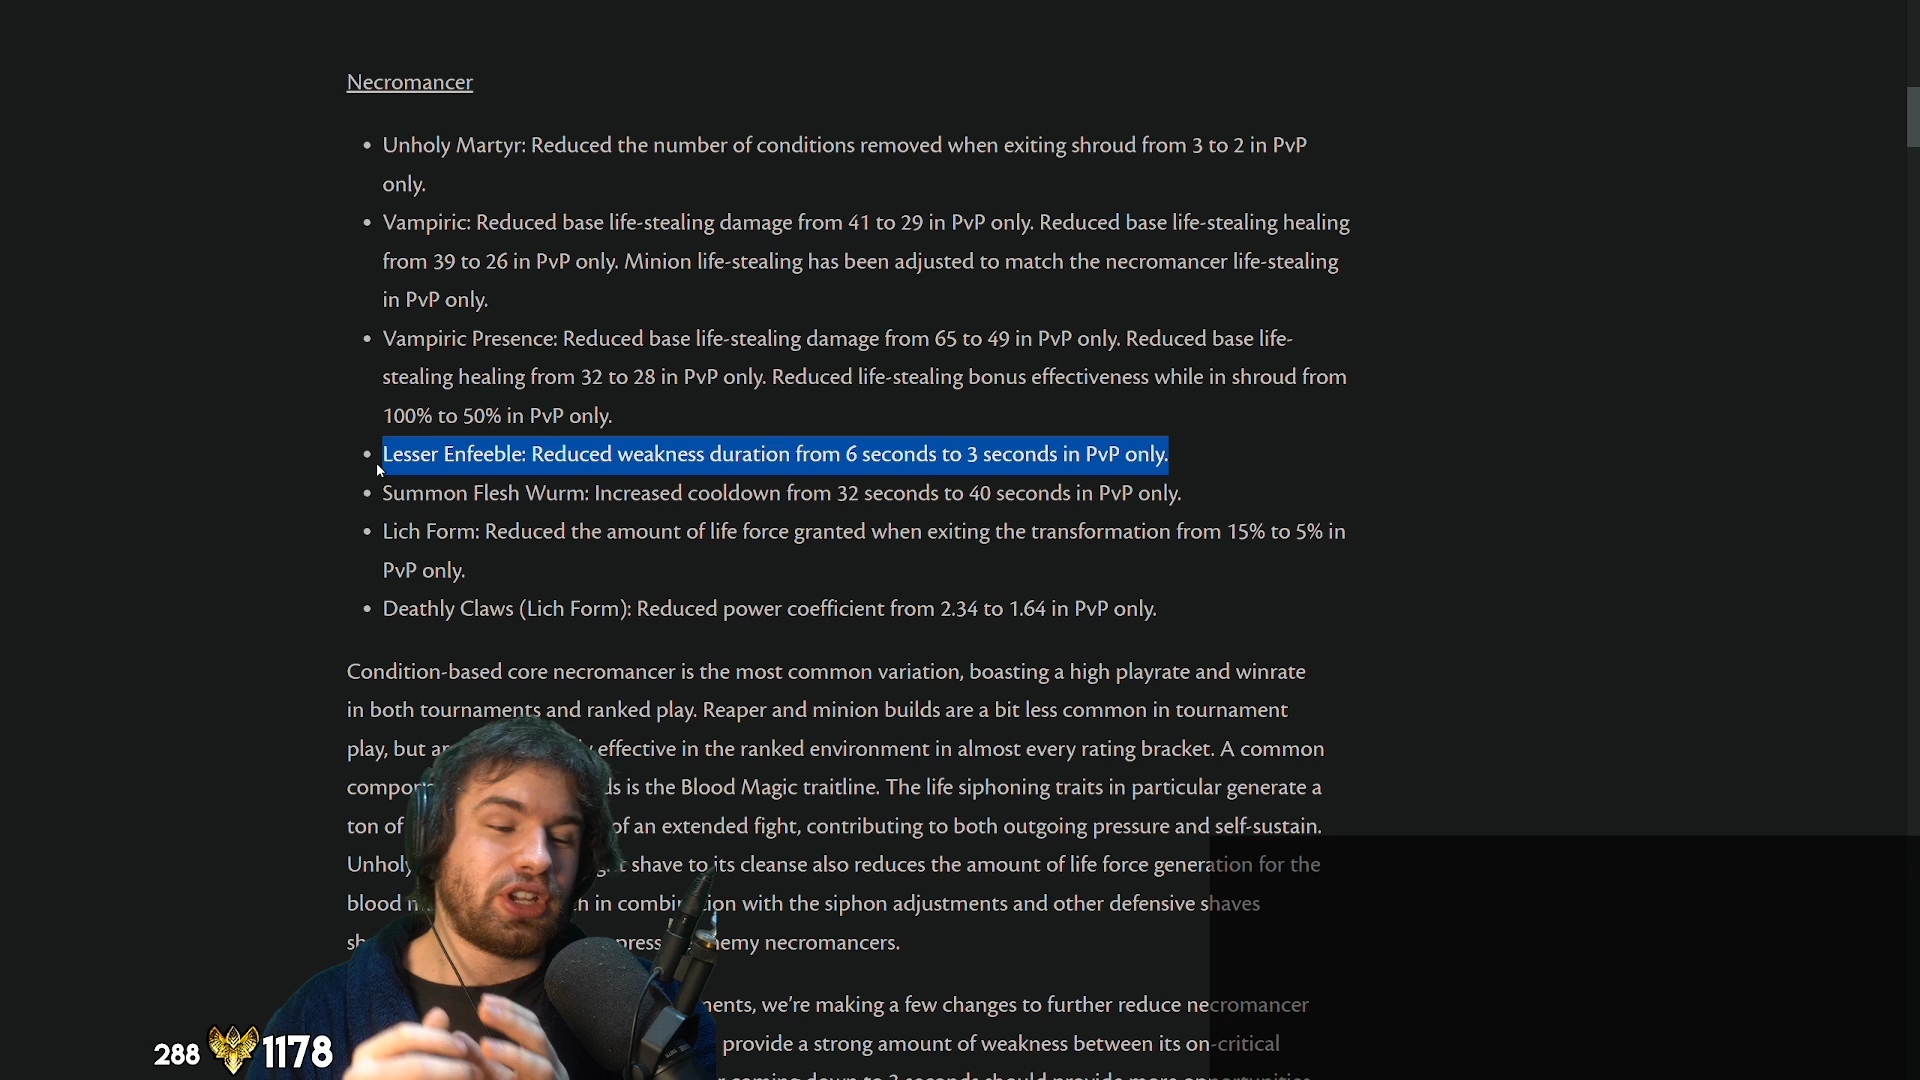 Necromancer
• Unholy Martyr: Reduced the number of conditions removed when exiting shroud from 3 to 2 in PvP
only.
• Vampiric: Reduced base life-stealing damage from 41 to 29 in PvP only. Reduced base life-stealing healing
from 39 to 26 in PvP only. Minion life-stealing has been adjusted to match the necromancer life-stealing
in PvP only.
• Vampiric Presence: Reduced base life-stealing damage from 65 to 49 in PvP only. Reduced base life-
stealing healing from 32 to 28 in PvP only. Reduced life-stealing bonus effectiveness while in shroud from
100% to 50% in PvP only.
• Lesser Enfeeble: Reduced weakness duration from 6 seconds to 3 seconds in PvP only.
• Summon Flesh Wurm: Increased cooldown from 32 seconds to 40 seconds in PvP only.
• Lich Form: Reduced the amount of life force granted when exiting the transformation from 15% to 5% in
PvP only.
• Deathly Claws (Lich Form): Reduced power coefficient from 2.34 to 1.64 in PvP only.
Condition-based core necromancer is the most common variation, boasting a high playrate and winrate
in both tournaments and ranked play. Reaper and minion builds are a bit less common in tournament
play, but effective in the ranked environment in almost every rating bracket. A common
is the Blood Magic traitline. The life siphoning traits in particular generate a
ton of of an extended fight, contributing to both outgoing pressure and self-sustain.
shave to its cleanse also reduces the amount of life force generation for the
blood in with the siphon adjustments and other defensive shaves
necromancers.
we're making a few changes to further reduce necromancer
provide a strong amount of weakness between its on-critical
288 1178